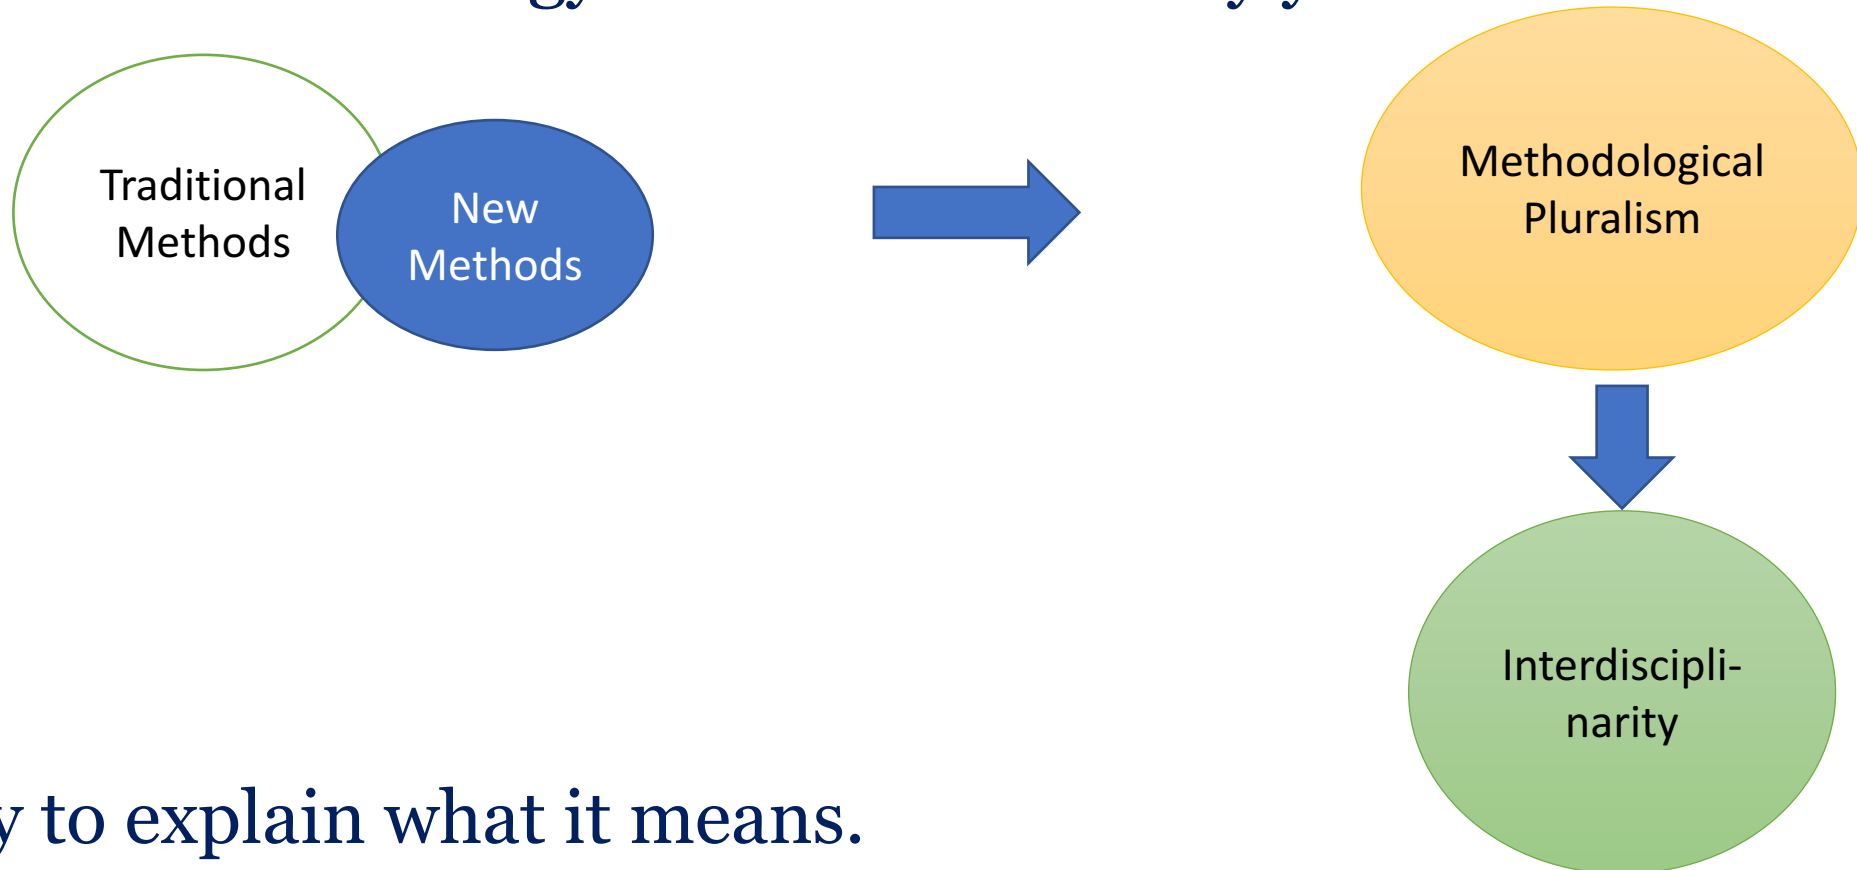 Traditional
Methods
New
Methods
Methodological
Pluralism
Interdiscipli-
narity
to explain what it means.